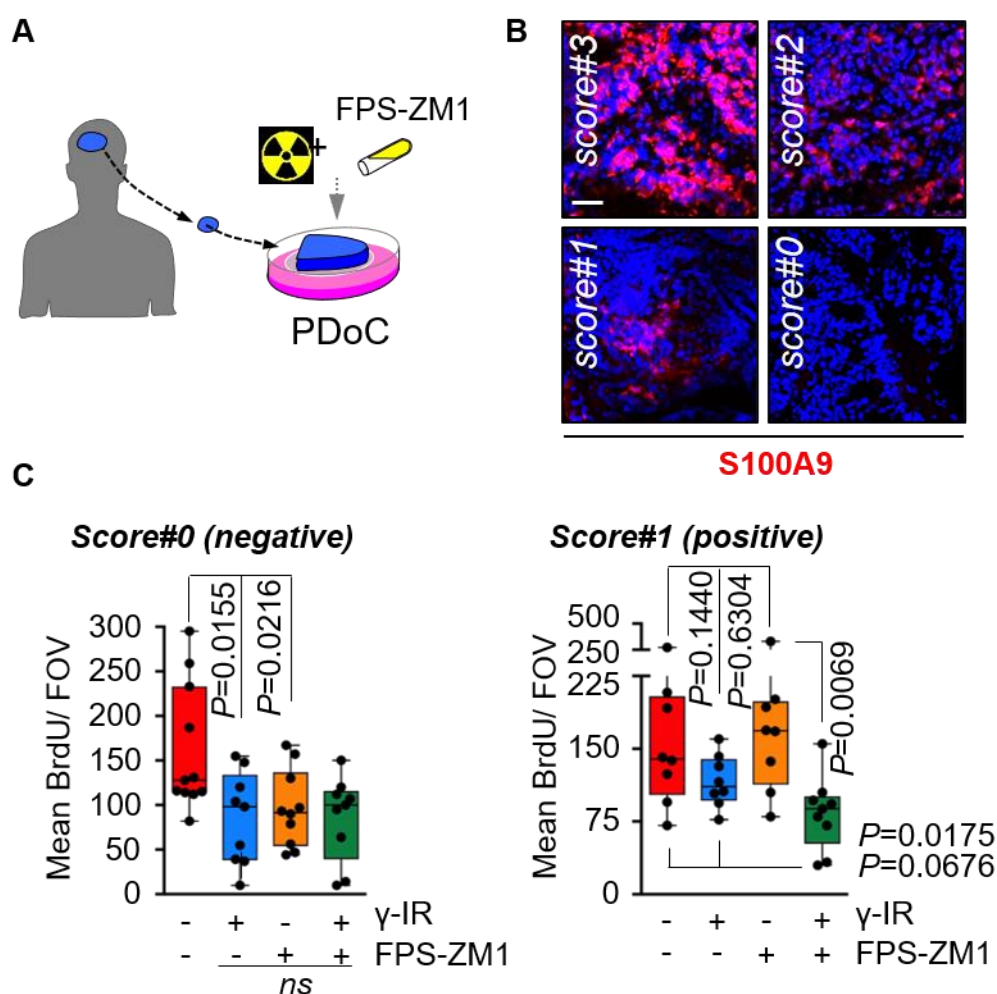 A
FPS-ZM1
+
PDoC
B
score#3
score#2
score#1
score#0
S100A9
C
Score#0 (negative)
Mean BrdU/ FOV
300
250
200
150
100
50
0
P=0.0155
P=0.0216
- + - + γ-IR
- - + + FPS-ZM1
ns
Score#1 (positive)
Mean BrdU/ FOV
500
250
225
150
75
0
P=0.1440
P=0.6304
P=0.0069
P=0.0175
P=0.0676
- + - + γ-IR
- - + + FPS-ZM1